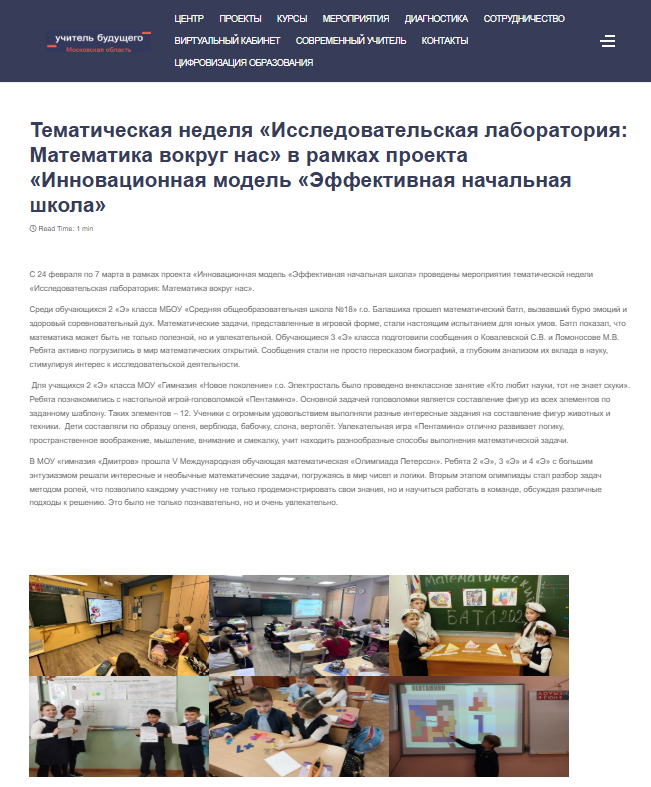 учитель будущего
Московская область
ЦЕНТР ПРОЕКТЫ КУРСЫ МЕРОПРИЯТИЯ ДИАГНОСТИКА СОТРУДНИЧЕСТВО
ВИРТУАЛЬНЫЙ КАБИНЕТ СОВРЕМЕННЫЙ УЧИТЕЛЬ КОНТАКТЫ
ЦИФРОВИЗАЦИЯ ОБРАЗОВАНИЯ
Тематическая неделя «Исследовательская лаборатория:
Математика вокруг нас» в рамках проекта
«Инновационная модель «Эффективная начальная
школа»
Read Time: 1 min
С 24 февраля по 7 марта в рамках проекта «Инновационная модель «Эффективная начальная школа» проведены мероприятия тематической недели
«Исследовательская лаборатория: Математика вокруг нас».
Среди обучающихся 2 «Э» класса МБОУ «Средняя общеобразовательная школа №18» г.о. Балашиха прошел математический батл, вызвавший бурю эмоций и
здоровый соревновательный дух. Математические задачи, представленные в игровой форме, стали настоящим испытанием для юных умов. Батл показал, что
математика может быть не только полезной, но и увлекательной. Обучающиеся 3 «Э» класса подготовили сообщения о Ковалевской С.В. и Ломоносове М.В.
Ребята активно погрузились в мир математических открытий. Сообщения стали не просто пересказом биографий, а глубоким анализом их вклада в науку,
стимулируя интерес к исследовательской деятельности.
Для учащихся 2 «Э» класса МОУ «Гимназия «Новое поколение» г.о. Электросталь было проведено внеклассное занятие «Кто любит науки, тот не знает скуки».
Ребята познакомились с настольной игрой-головоломкой «Пентамино». Основной задачей головоломки является составление фигур из всех элементов по
заданному шаблону. Таких элементов – 12. Ученики с огромным удовольствием выполняли разные интересные задания на составление фигур животных и
техники. Дети составляли по образцу оленя, верблюда, бабочку, слона, вертолёт. Увлекательная игра «Пентамино» отлично развивает логику,
пространственное воображение, мышление, внимание и смекалку, учит находить разнообразные способы выполнения математической задачи.
В МОУ «гимназия «Дмитров» прошла V Международная обучающая математическая «Олимпиада Петерсон». Ребята 2 «Э», 3 «Э» и 4 «Э» с большим
энтузиазмом решали интересные и необычные математические задачи, погружаясь в мир чисел и логики. Вторым этапом олимпиады стал разбор задач
методом ролей, что позволило каждому участнику не только продемонстрировать свои знания, но и научиться работать в команде, обсуждая различные
подходы к решению. Это было не только познавательно, но и очень увлекательно.
Математический
БАТЛ 202
ПЕНТАМИНО